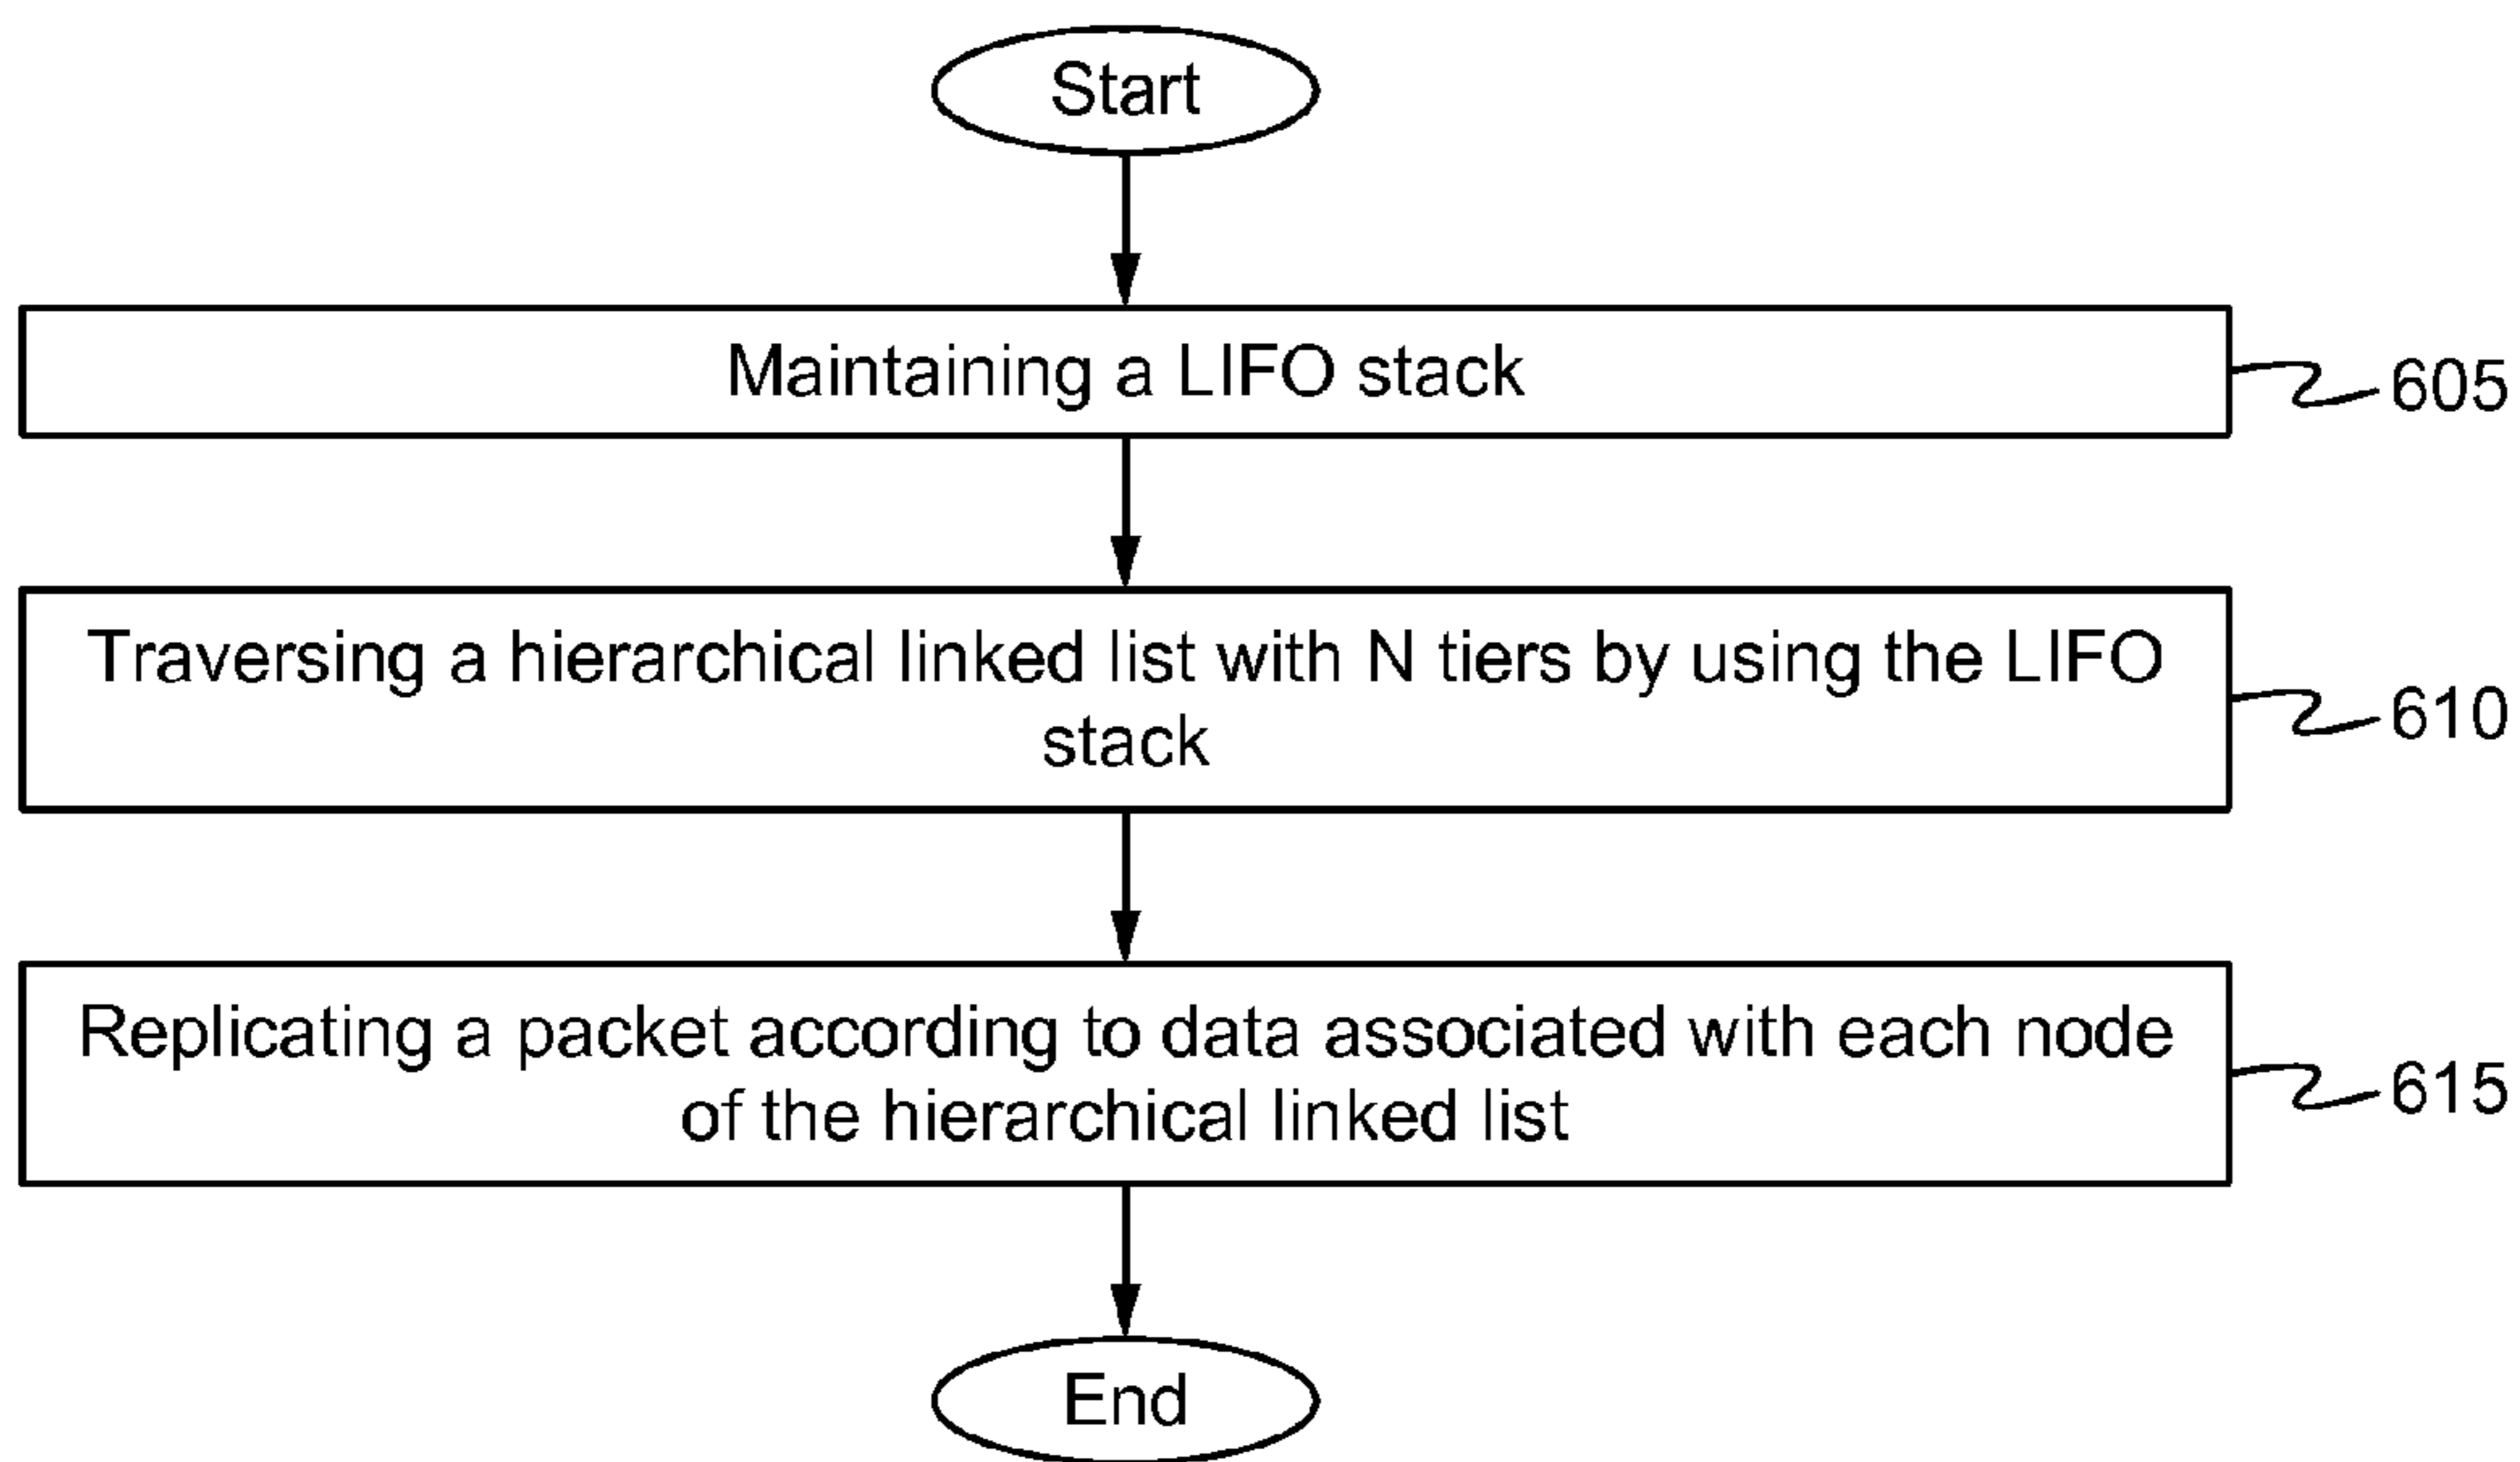 Start
Maintaining a LIFO stack
605
Traversing a hierarchical linked list with N tiers by using the LIFO
stack
610
Replicating a packet according to data associated with each node
of the hierarchical linked list
615
End